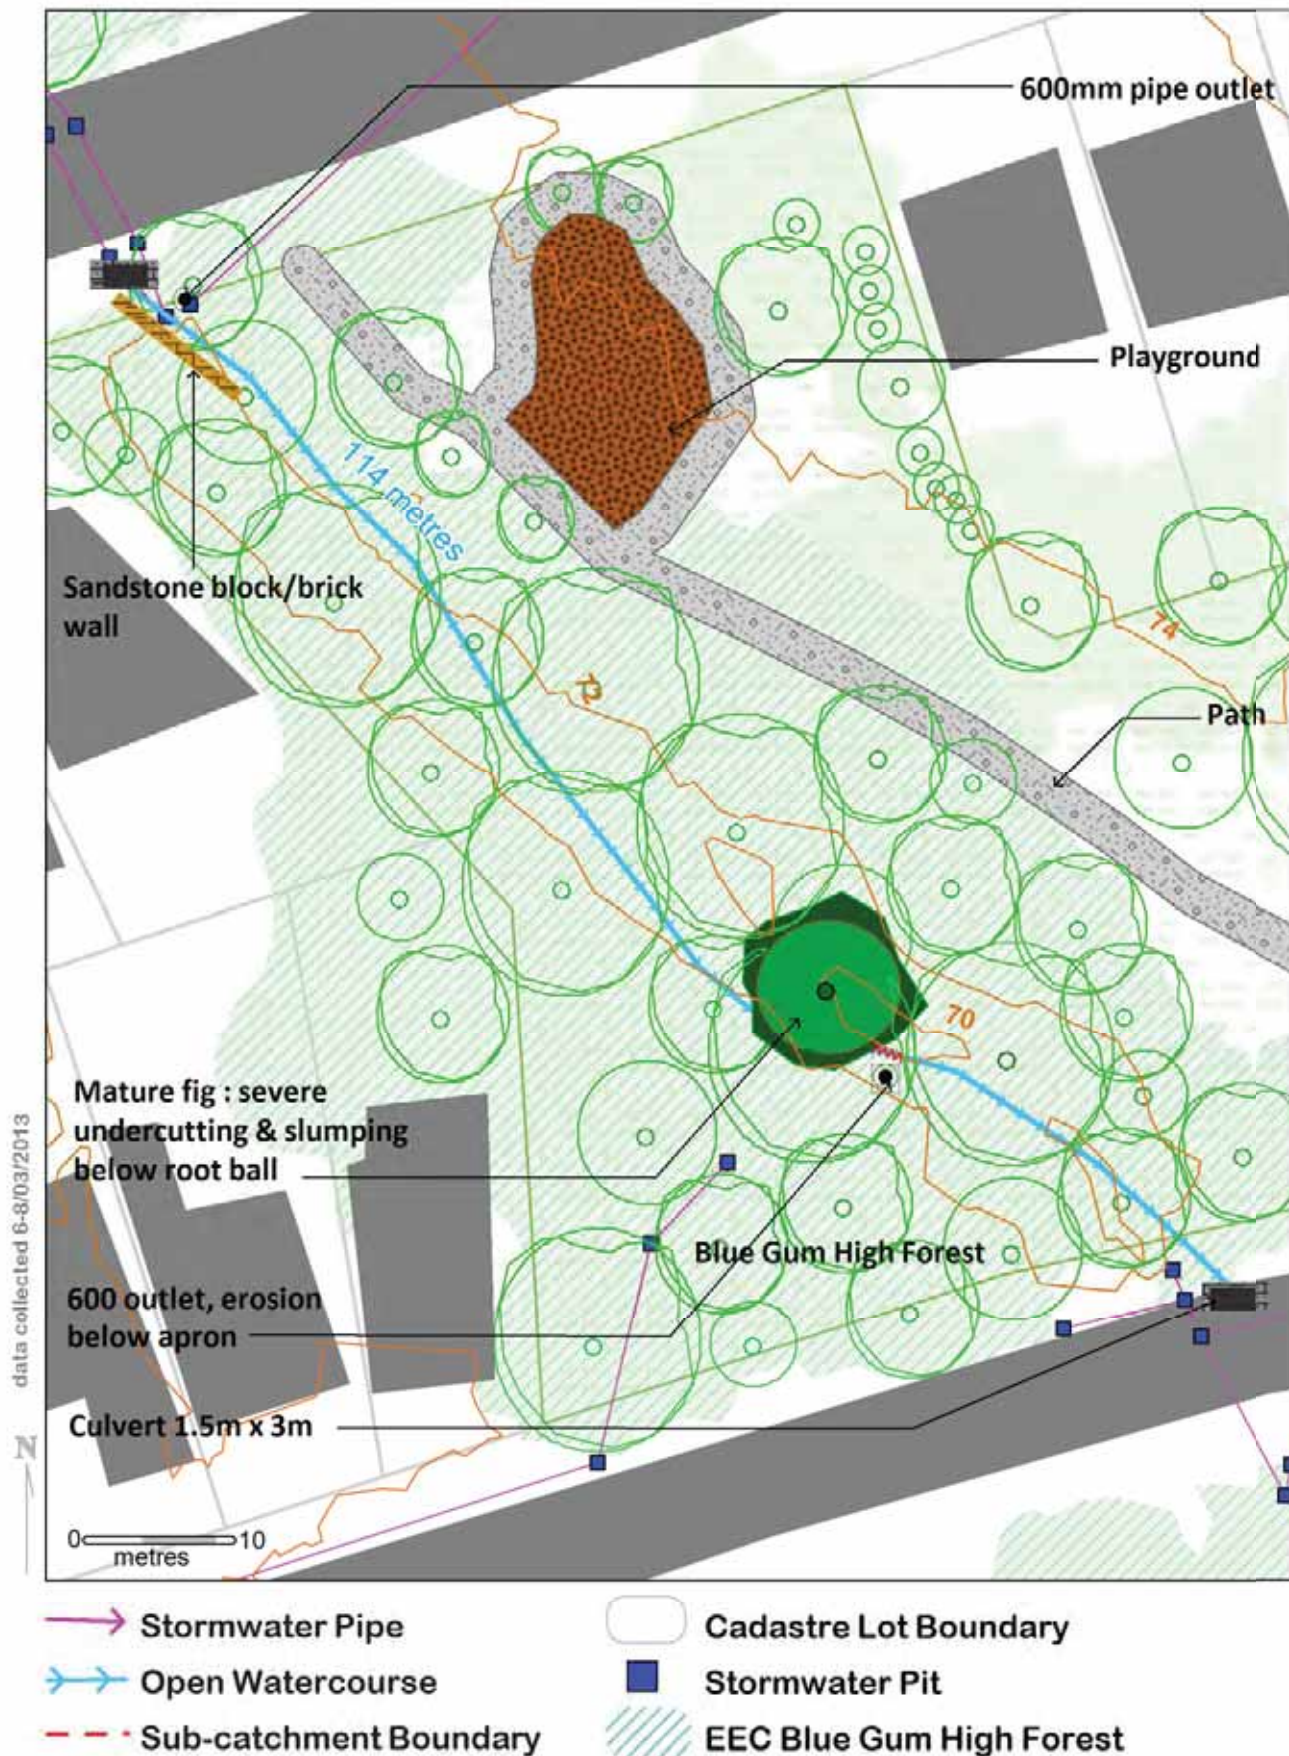 600mm pipe outlet
Playground
114 metres
Sandstone block/brick
wall
74
72
Path
70
Mature fig : severe
undercutting & slumping
below root ball
Blue Gum High Forest
600 outlet, erosion
below apron
Culvert 1.5m x 3m
data collected 6-8/03/2013
N
0 10
metres
Stormwater Pipe
Cadastre Lot Boundary
Open Watercourse
Stormwater Pit
Sub-catchment Boundary
EEC Blue Gum High Forest